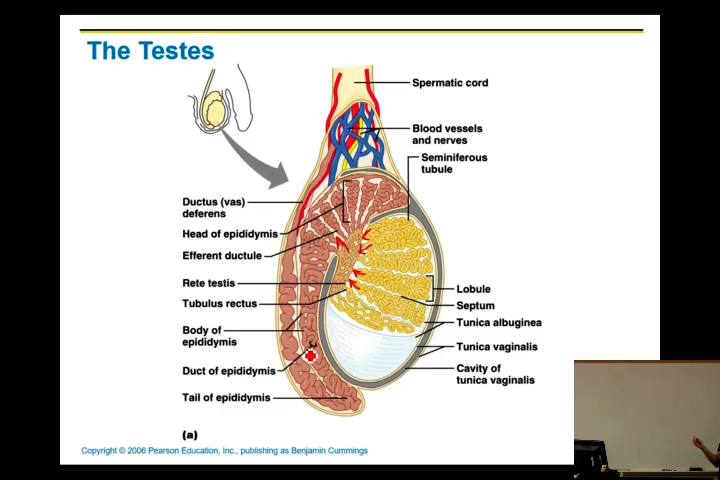 The Testes
Spermatic cord
Blood vessels
and nerves
Seminiferous
tubule
Ductus (vas)
deferens
Head of epididymis
Efferent ductule
Rete testis
Tubulus rectus
Body of
epididymis
Duct of epididymis
Tail of epididymis
Lobule
Septum
Tunica albuginea
Tunica vaginalis
Cavity of
tunica vaginalis
(a)
Copyright © 2006 Pearson Education, Inc., publishing as Benjamin Cummings